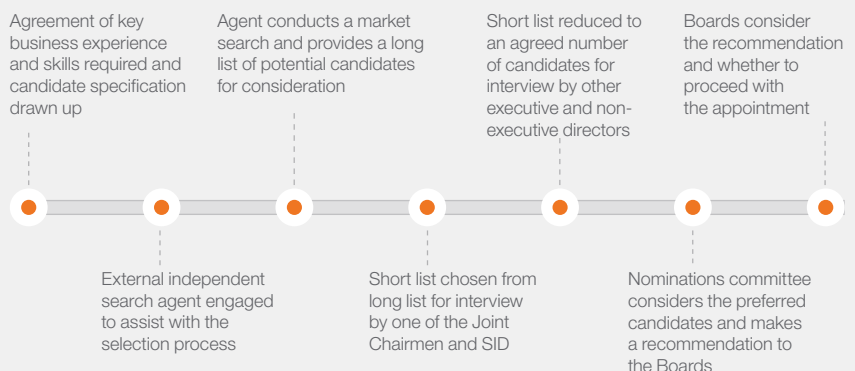 Agreement of key
business experience
and skills required and
candidate specification
drawn up
External independent
search agent engaged
to assist with the
selection process
Agent conducts a market
search and provides a long
list of potential candidates
for consideration
Short list chosen from
long list for interview
by one of the Joint
Chairmen and SID
Short list reduced to
an agreed number
of candidates for
interview by other
executive and non-
executive directors
Nominations committee
considers the preferred
candidates and makes
a recommendation to
the Boards
Boards consider
the recommendation
and whether to
proceed with
the appointment